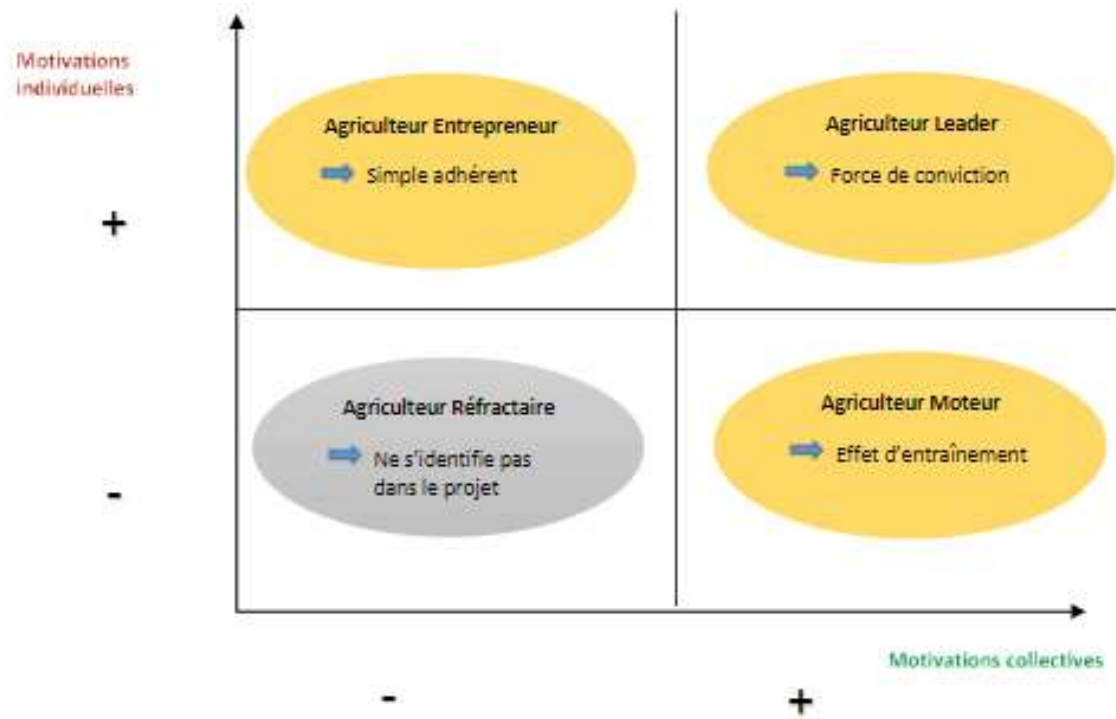 Motivations
individuelles
Agriculteur Entrepreneur
Simple adhérent
Agriculteur Leader
Force de conviction
+
Agriculteur Réfractaire
Ne s'identifie pas
dans le projet
Agriculteur Moteur
Effet d'entraînement
-
Motivations collectives
-
+